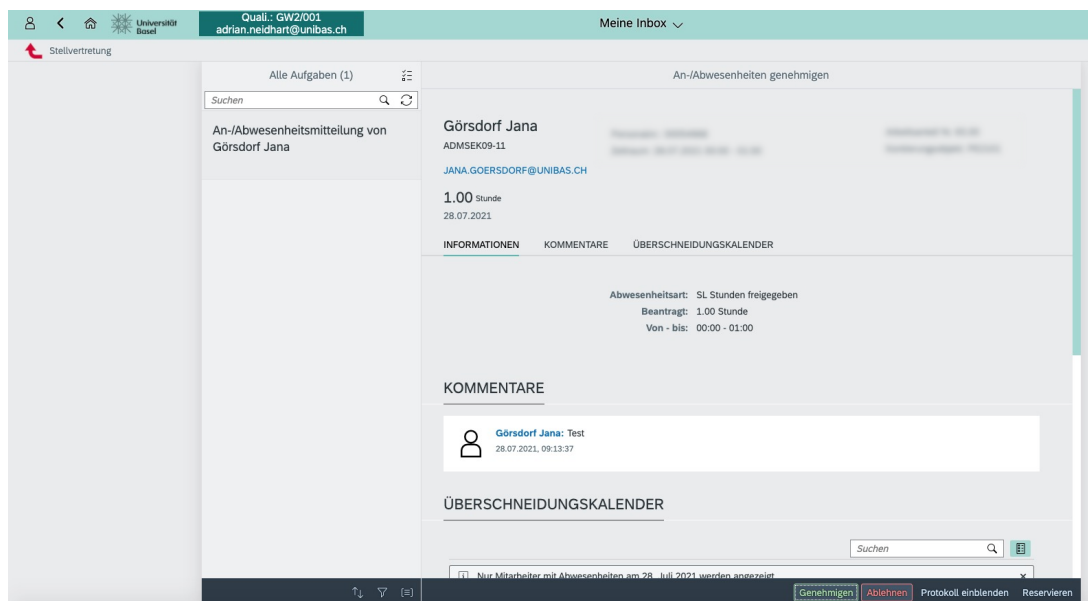 Universität
Basel
Quali.: GW2/001
adrian.neidhart@unibas.ch
Meine Inbox
Stellvertretung
Alle Aufgaben (1)
An-/Abwesenheiten genehmigen
Suchen
An-/Abwesenheitsmitteilung von
Görsdorf Jana
Görsdorf Jana
ADMSEK09-11
JANA.GOERSDORF@UNIBAS.CH
1.00 Stunde
28.07.2021
INFORMATIONEN KOMMENTARE ÜBERSCHNEIDUNGSKALENDER
Abwesenheitsart: SL Stunden freigegeben
Beantragt: 1.00 Stunde
Von - bis: 00:00 - 01:00
KOMMENTARE
Görsdorf Jana: Test
28.07.2021, 09:13:37
ÜBERSCHNEIDUNGSKALENDER
Suchen
Nur Mitarbeiter mit Abwesenheiten am 28. Juli 2021 werden angezeigt
Genehmigen Ablehnen Protokoll einblenden Reservieren